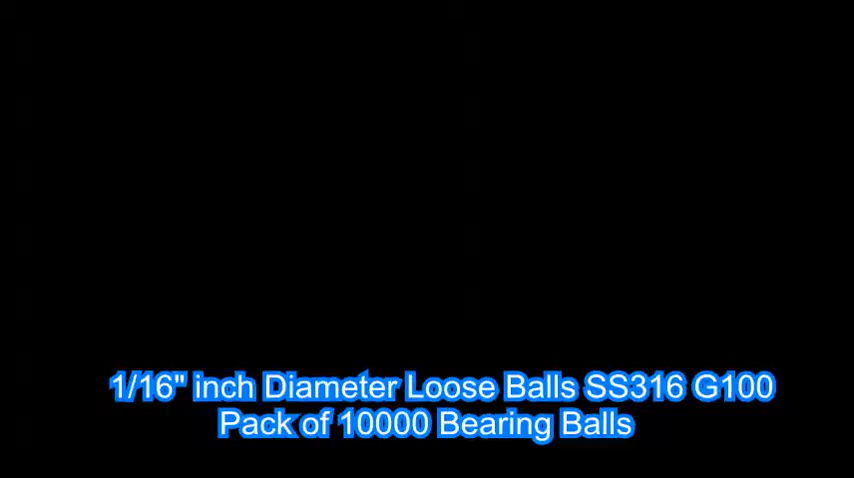 1/16" inch Diameter Loose Balls SS316 G100
Pack of 10000 Bearing Balls